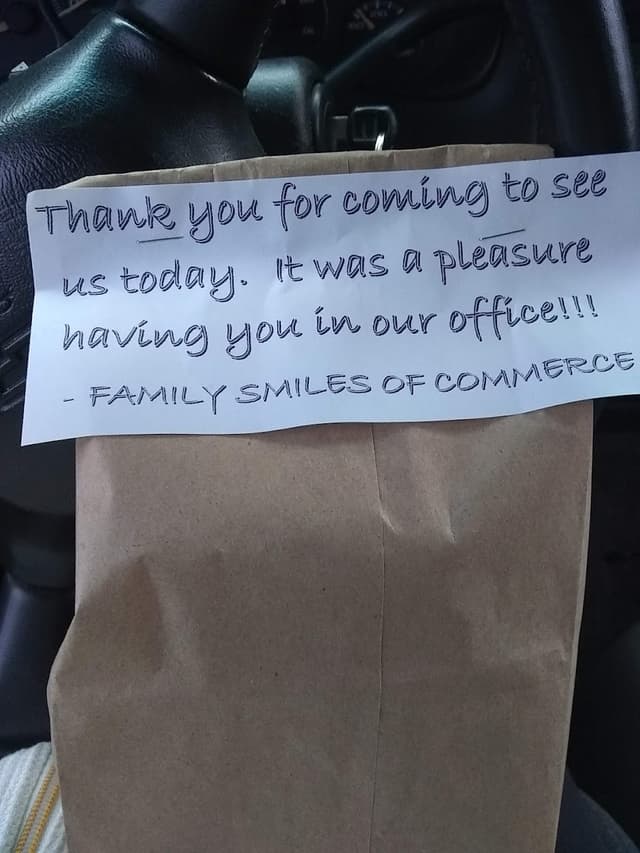 Thank you for coming to see
us today. It was a pleasure
having you in our office!!!
- FAMILY SMILES OF COMMERCE